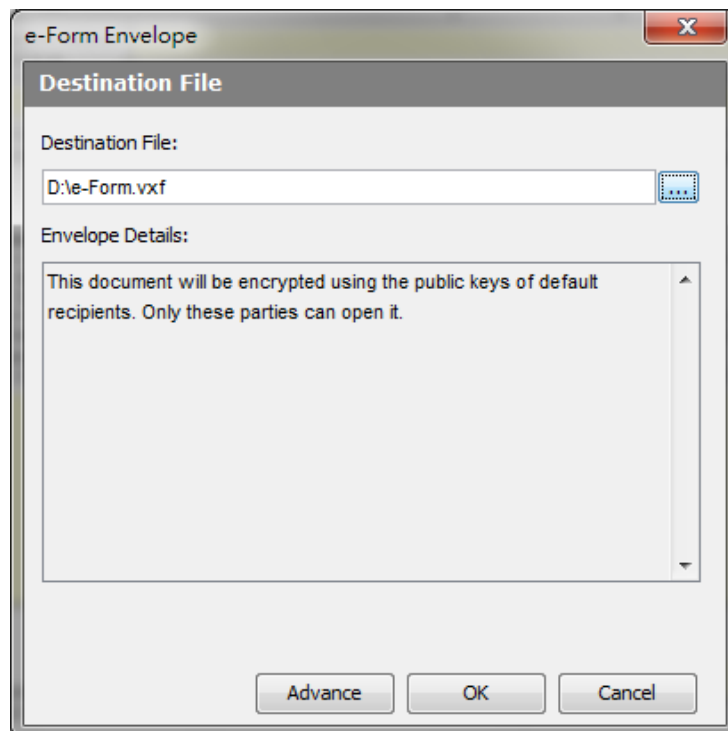 e-Form Envelope
Destination File
Destination File:
D:\e-Form.vxf
...
Envelope Details:
This document will be encrypted using the public keys of default
recipients. Only these parties can open it.
Advance
OK
Cancel